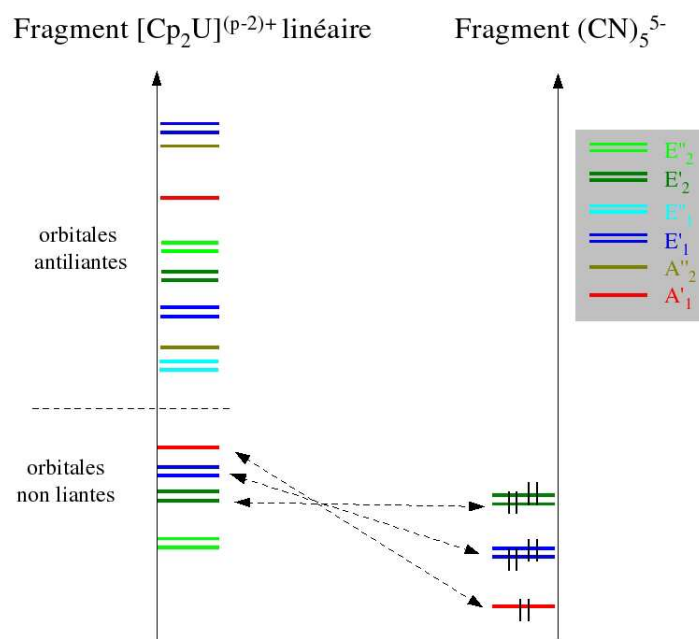 Fragment [Cp₂U]⁽ᵖ⁻²⁾⁺ linéaire
Fragment (CN)₅⁵⁻
orbitales
antiliantes
orbitales
non liantes
E"₂
E'₂
E"₁
E'₁
A"₂
A'₁